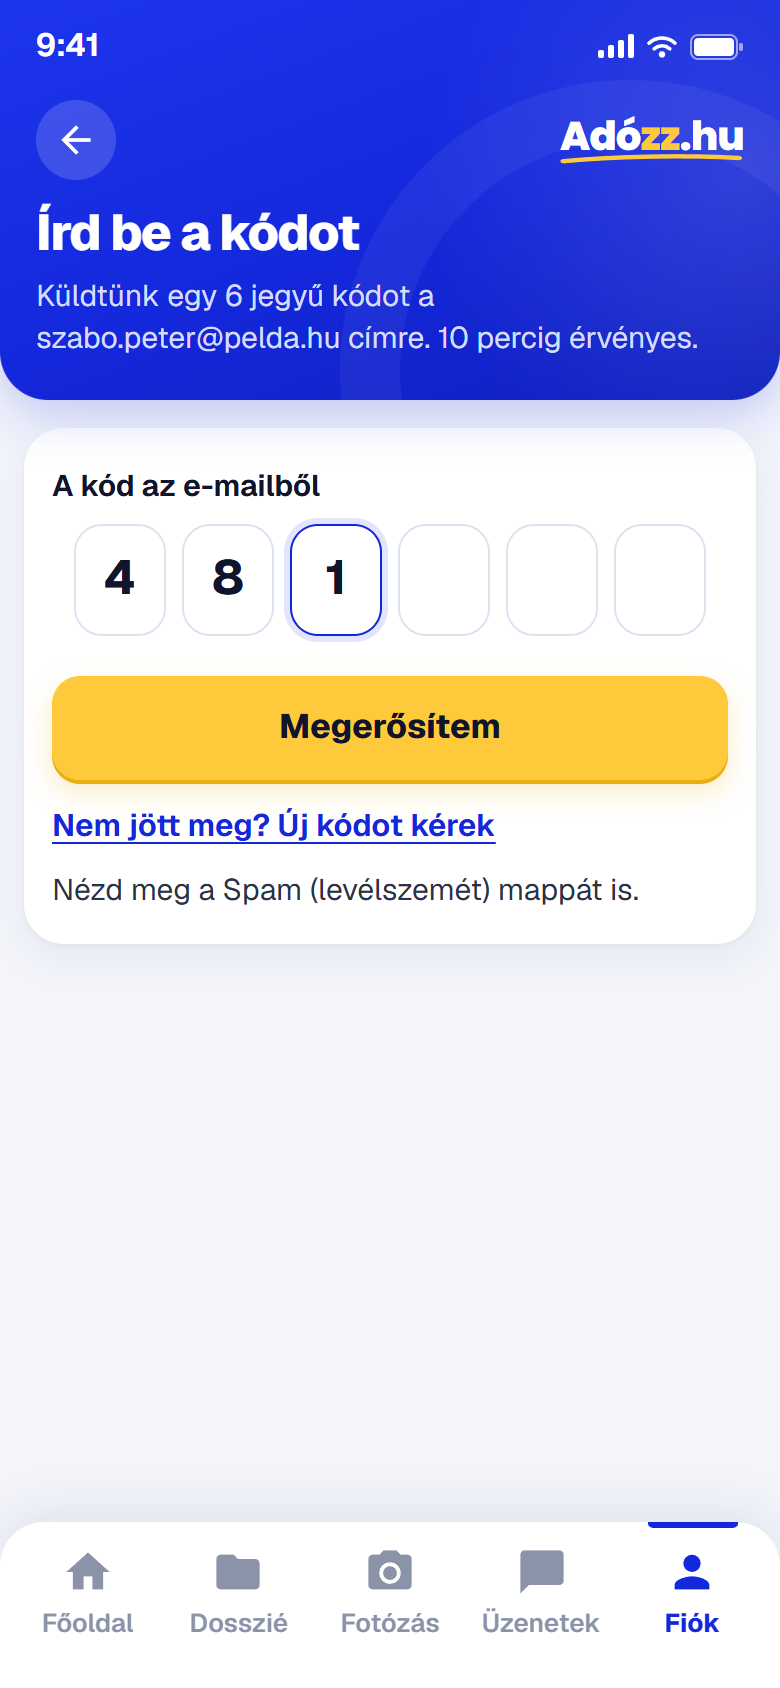 9:41
Adózz.hu
Írd be a kódot
Küldtünk egy 6 jegyű kódot a
szabo.peter@pelda.hu címre. 10 percig érvényes.
A kód az e-mailből
4 8 1
Megerősítem
Nem jött meg? Új kódot kérek
Nézd meg a Spam (levélszemét) mappát is.
Főoldal Dosszié Fotózás Üzenetek Fiók